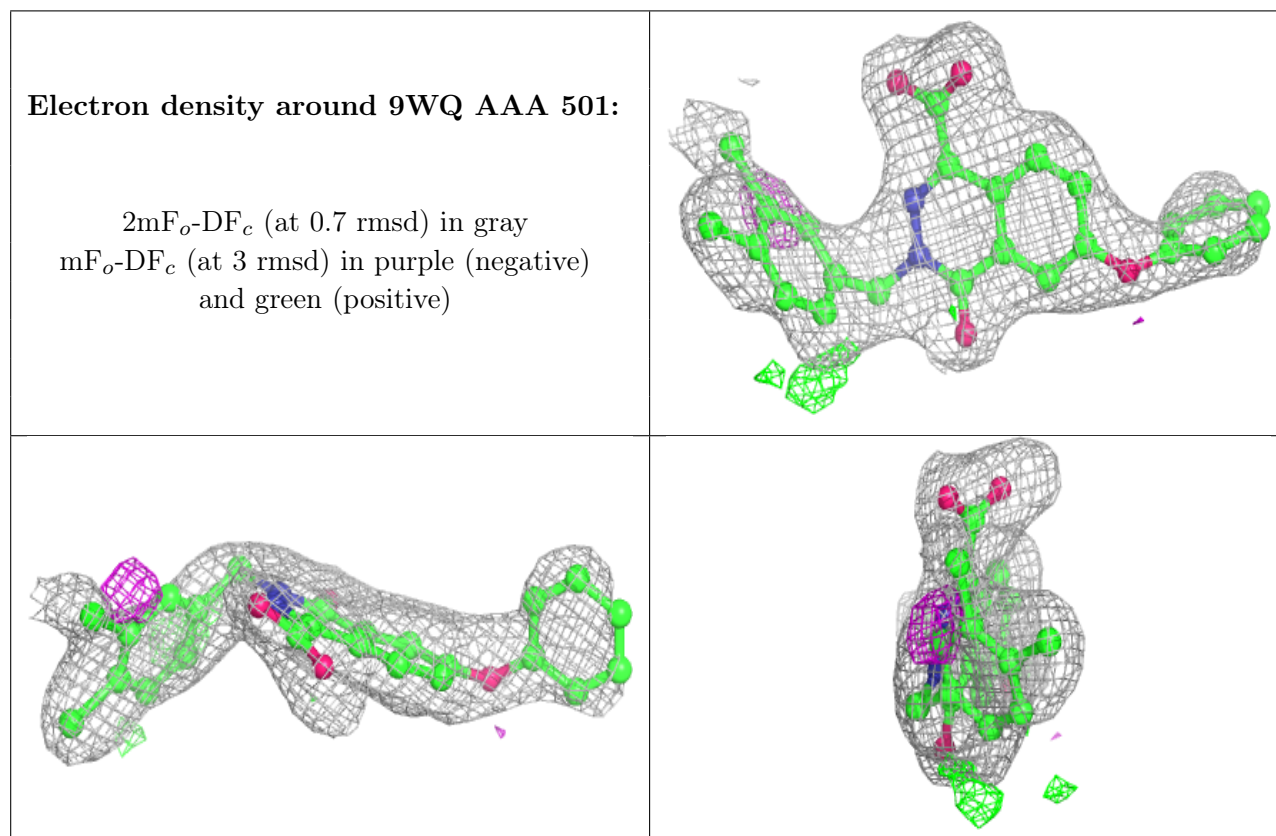 Electron density around 9WQ AAA 501:
2mFo-DFc (at 0.7 rmsd) in gray
mFo-DFc (at 3 rmsd) in purple (negative)
and green (positive)